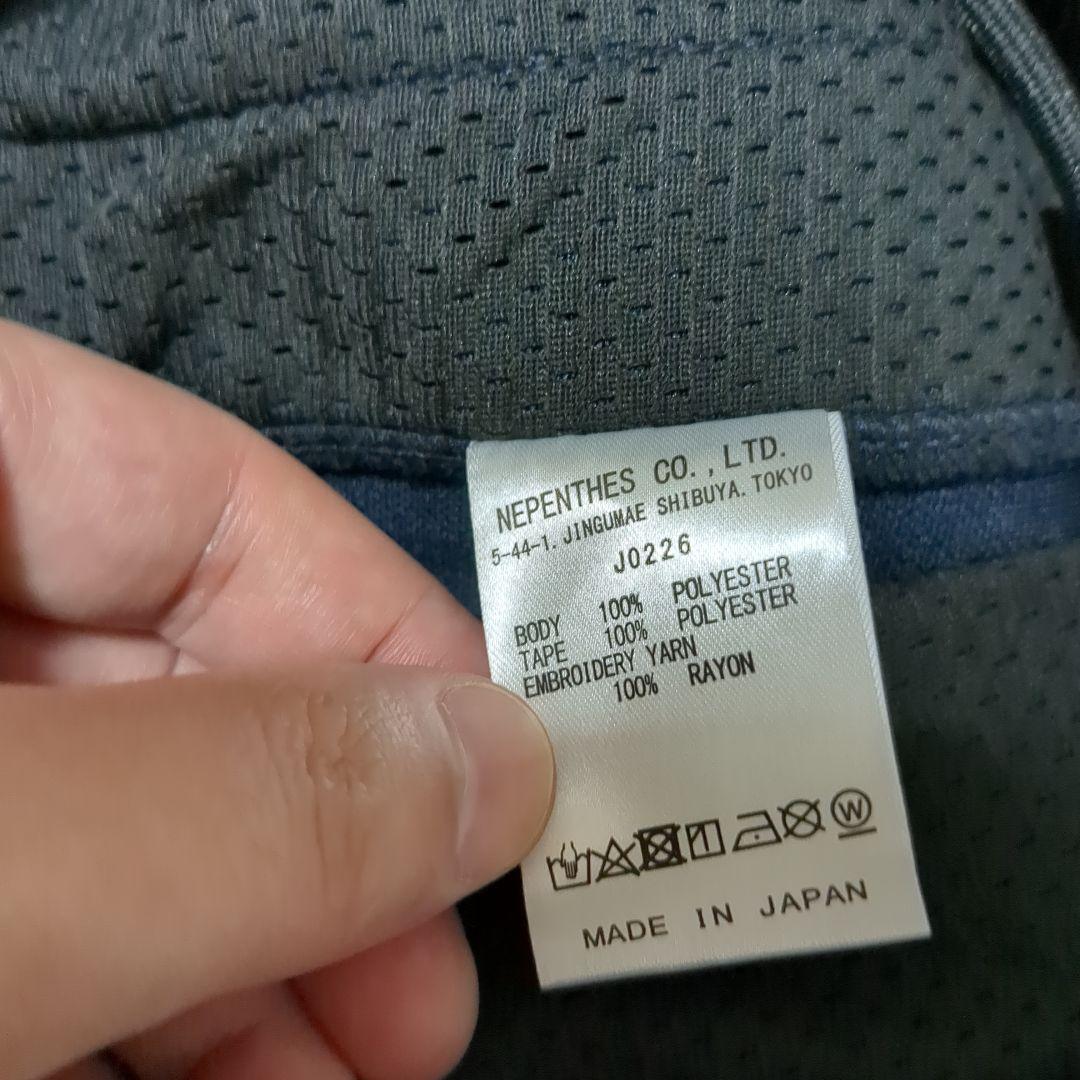 NEPENTHES CO.,LTD.
5-44-1. JINGUMAE SHIBUYA. TOKYO
J0226
BODY 100% POLYESTER
TAPE 100% POLYESTER
EMBROIDERY YARN
100% RAYON
W
MADE IN JAPAN